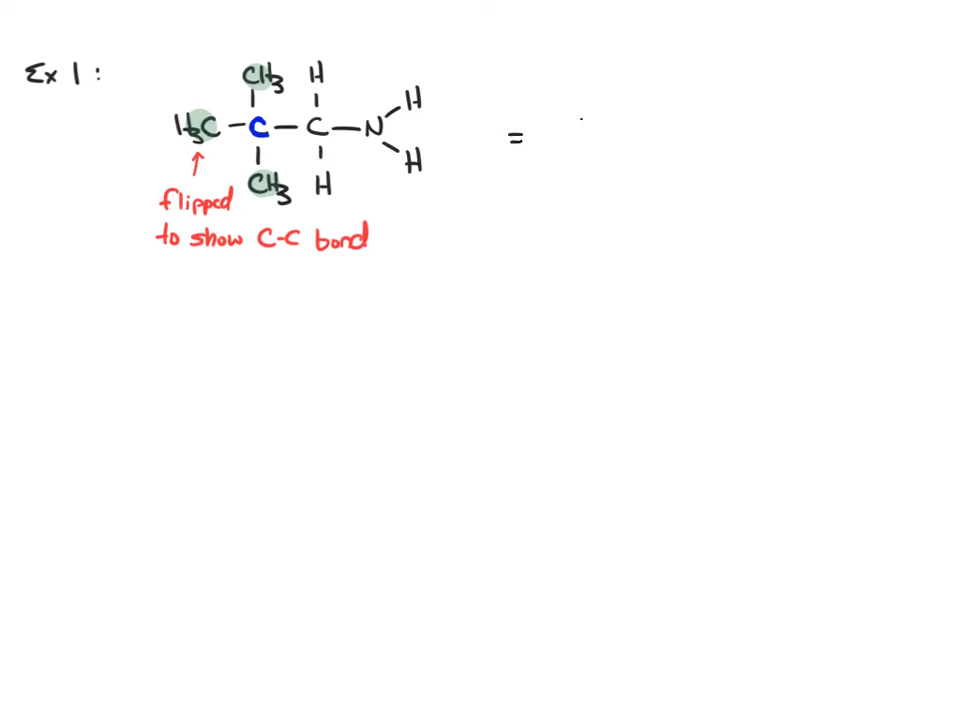 Ex 1:
CH3 H
H3C - C - C - N H =
H
CH3 H
flipped
to show C-C bond